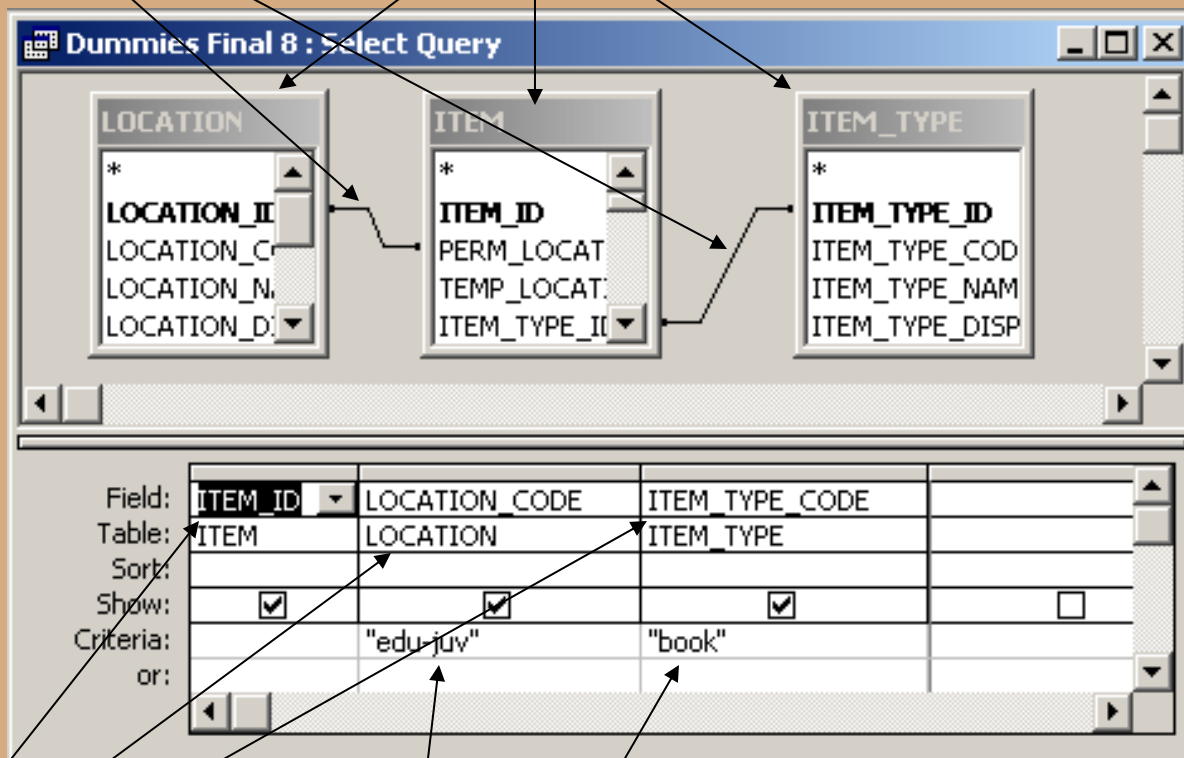 Dummies Final 8 : Select Query
LOCATION
*
LOCATION_ID
LOCATION_C
LOCATION_N
LOCATION_D
ITEM
*
ITEM_ID
PERM_LOCAT
TEMP_LOCAT
ITEM_TYPE_ID
ITEM_TYPE
*
ITEM_TYPE_ID
ITEM_TYPE_COD
ITEM_TYPE_NAM
ITEM_TYPE_DISP
Field: ITEM_ID LOCATION_CODE ITEM_TYPE_CODE
Table: ITEM LOCATION ITEM_TYPE
Sort:
Show:
Criteria: "edu-juv" "book"
or: